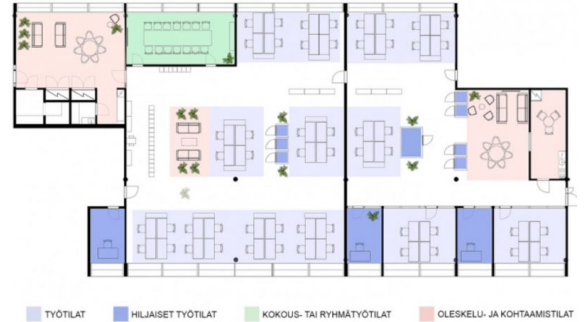 TYÖTILAT
HILJAISET TYÖTILAT
KOKOUS- TAI RYHMÄTYÖTILAT
OLESKELU- JA KOHTAAMISTILAT